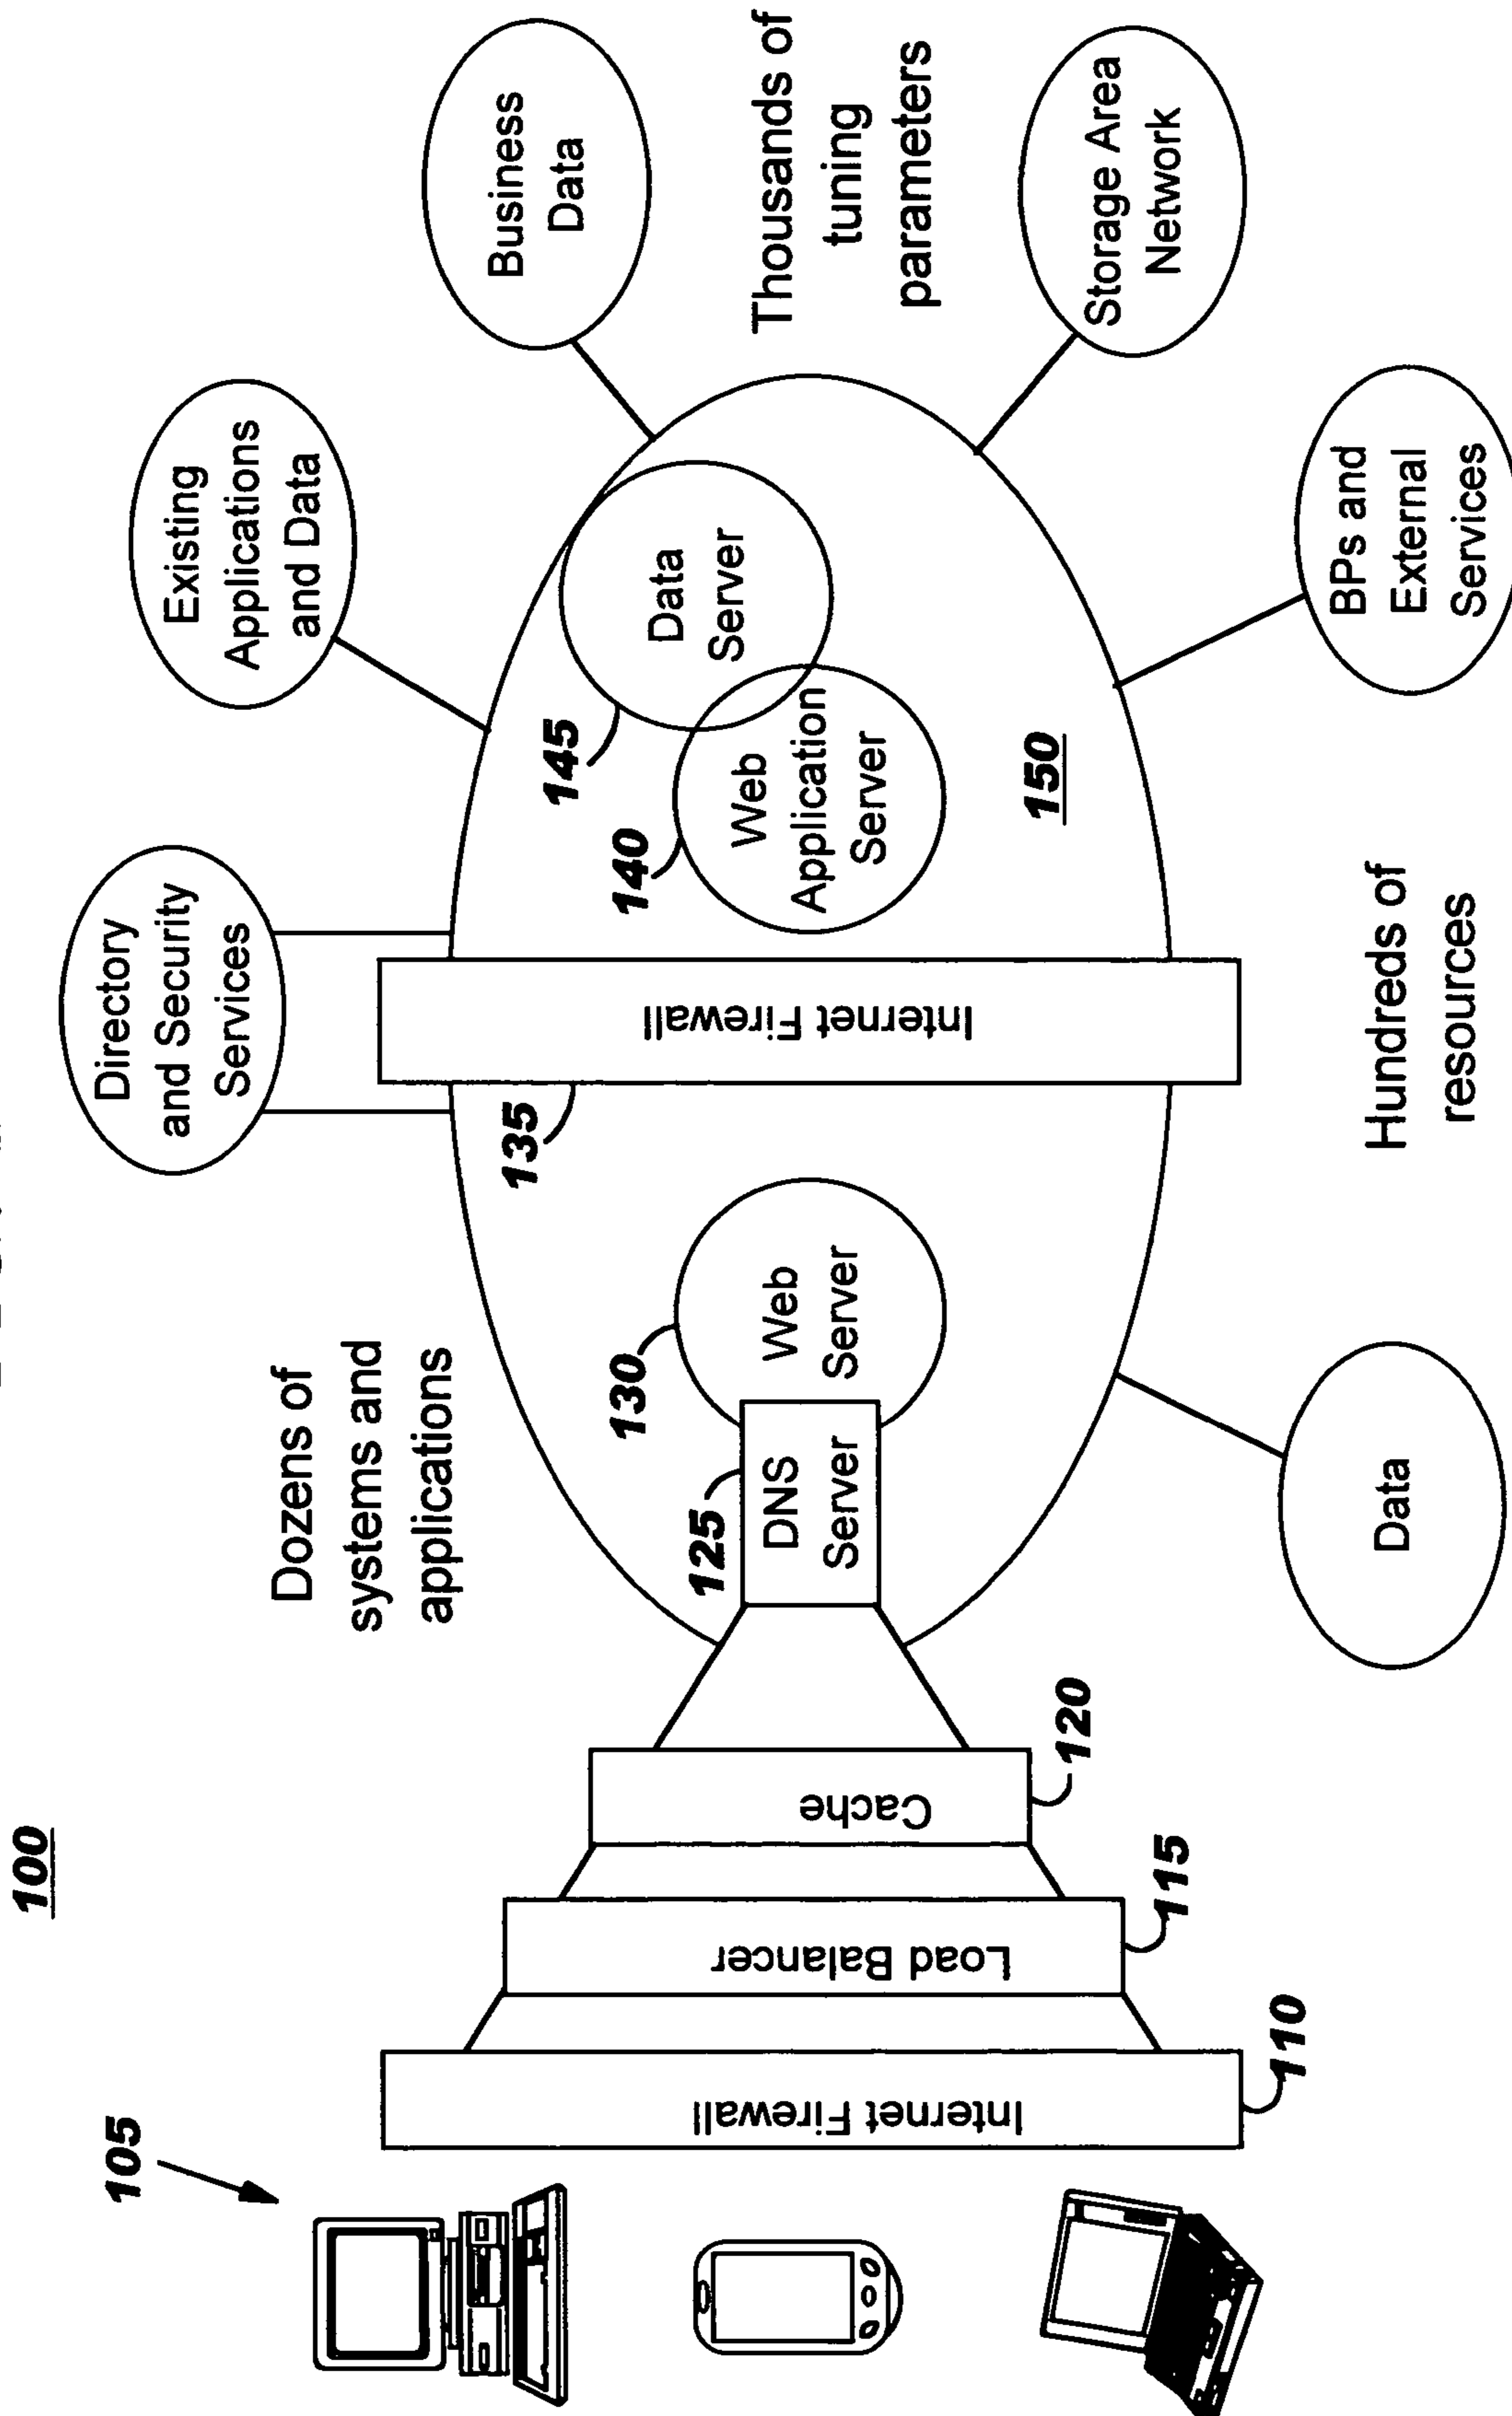 100
105
Internet Firewall
110
Load Balancer
115
Cache
120
Dozens of
systems and
applications
125
DNS
Server
130
Web
Server
Data
Directory
and Security
Services
135
Internet Firewall
Hundreds of
resources
140
Web
Application
Server
145
Data
Server
150
Existing
Applications
and Data
BPs and
External
Services
Business
Data
Thousands of
tuning
parameters
Storage Area
Network